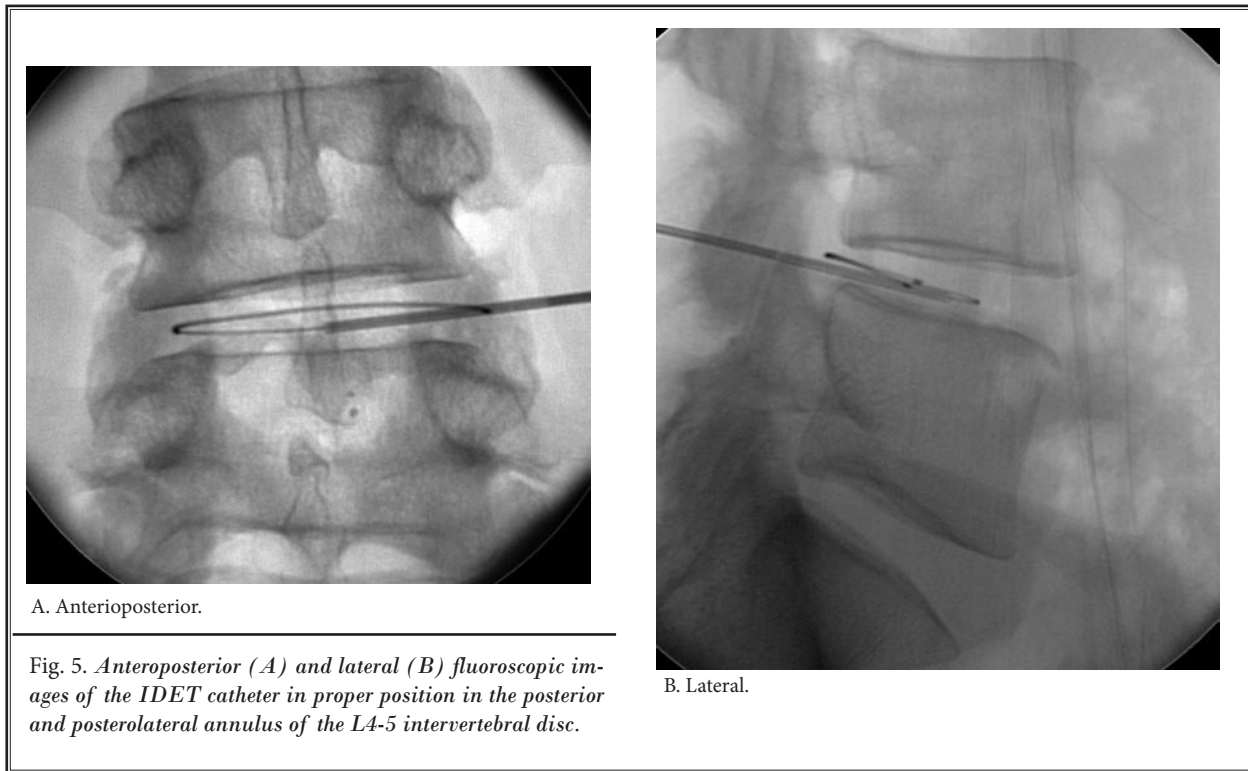 A. Anterioposterior.
Fig. 5. Anteroposterior (A) and lateral (B) fluoroscopic im-
ages of the IDET catheter in proper position in the posterior
and posterolateral annulus of the L4-5 intervertebral disc.
B. Lateral.